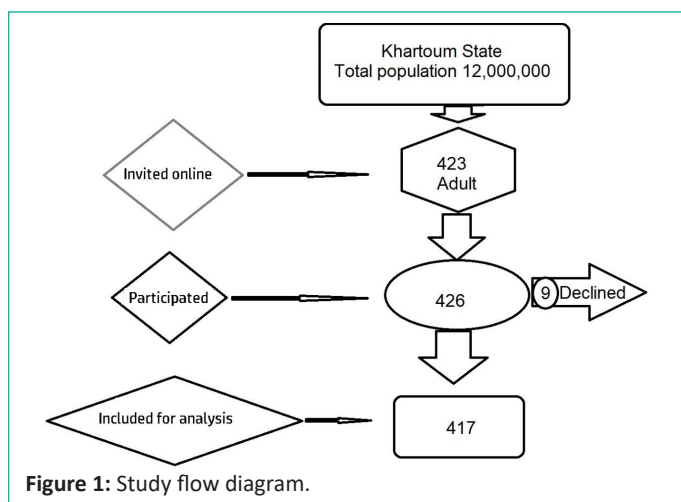 Khartoum State
Total population 12,000,000
Invited online
423
Adult
Participated
426
9 Declined
Included for analysis
417
Figure 1: Study flow diagram.